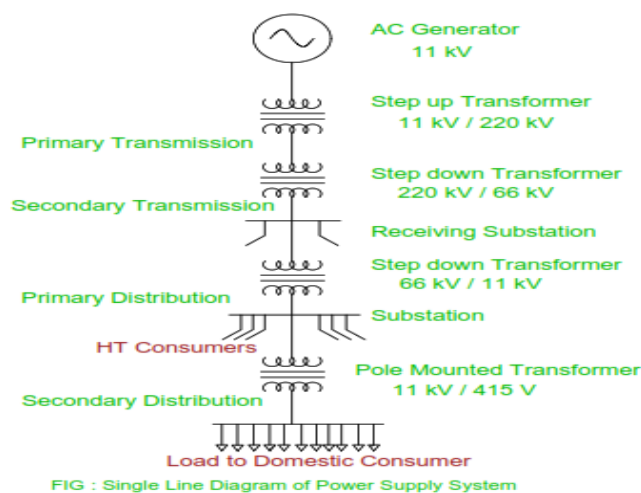 AC Generator
11 kV
Step up Transformer
11 kV / 220 kV
Primary Transmission
Step down Transformer
220 kV / 66 kV
Secondary Transmission
Receiving Substation
Step down Transformer
66 kV / 11 kV
Primary Distribution
Substation
HT Consumers
Pole Mounted Transformer
11 kV / 415 V
Secondary Distribution
Load to Domestic Consumer
FIG : Single Line Diagram of Power Supply System